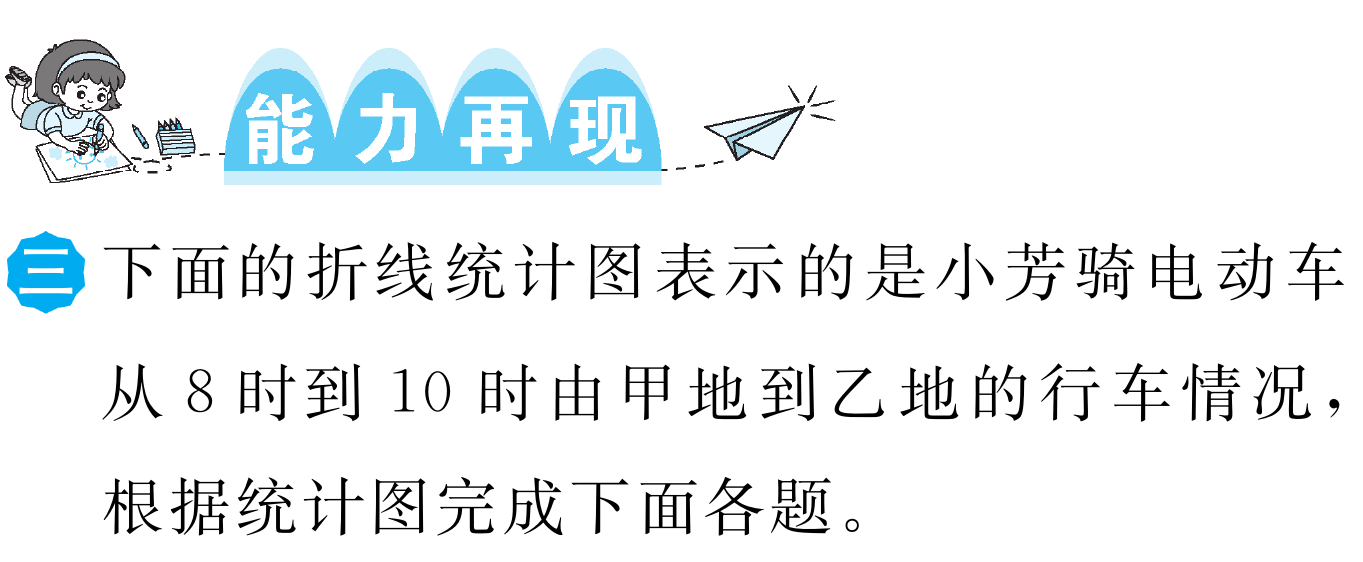 能力再现
三 下面的折线统计图表示的是小芳骑电动车
从 8 时到 10 时由甲地到乙地的行车情况，
根据统计图完成下面各题。